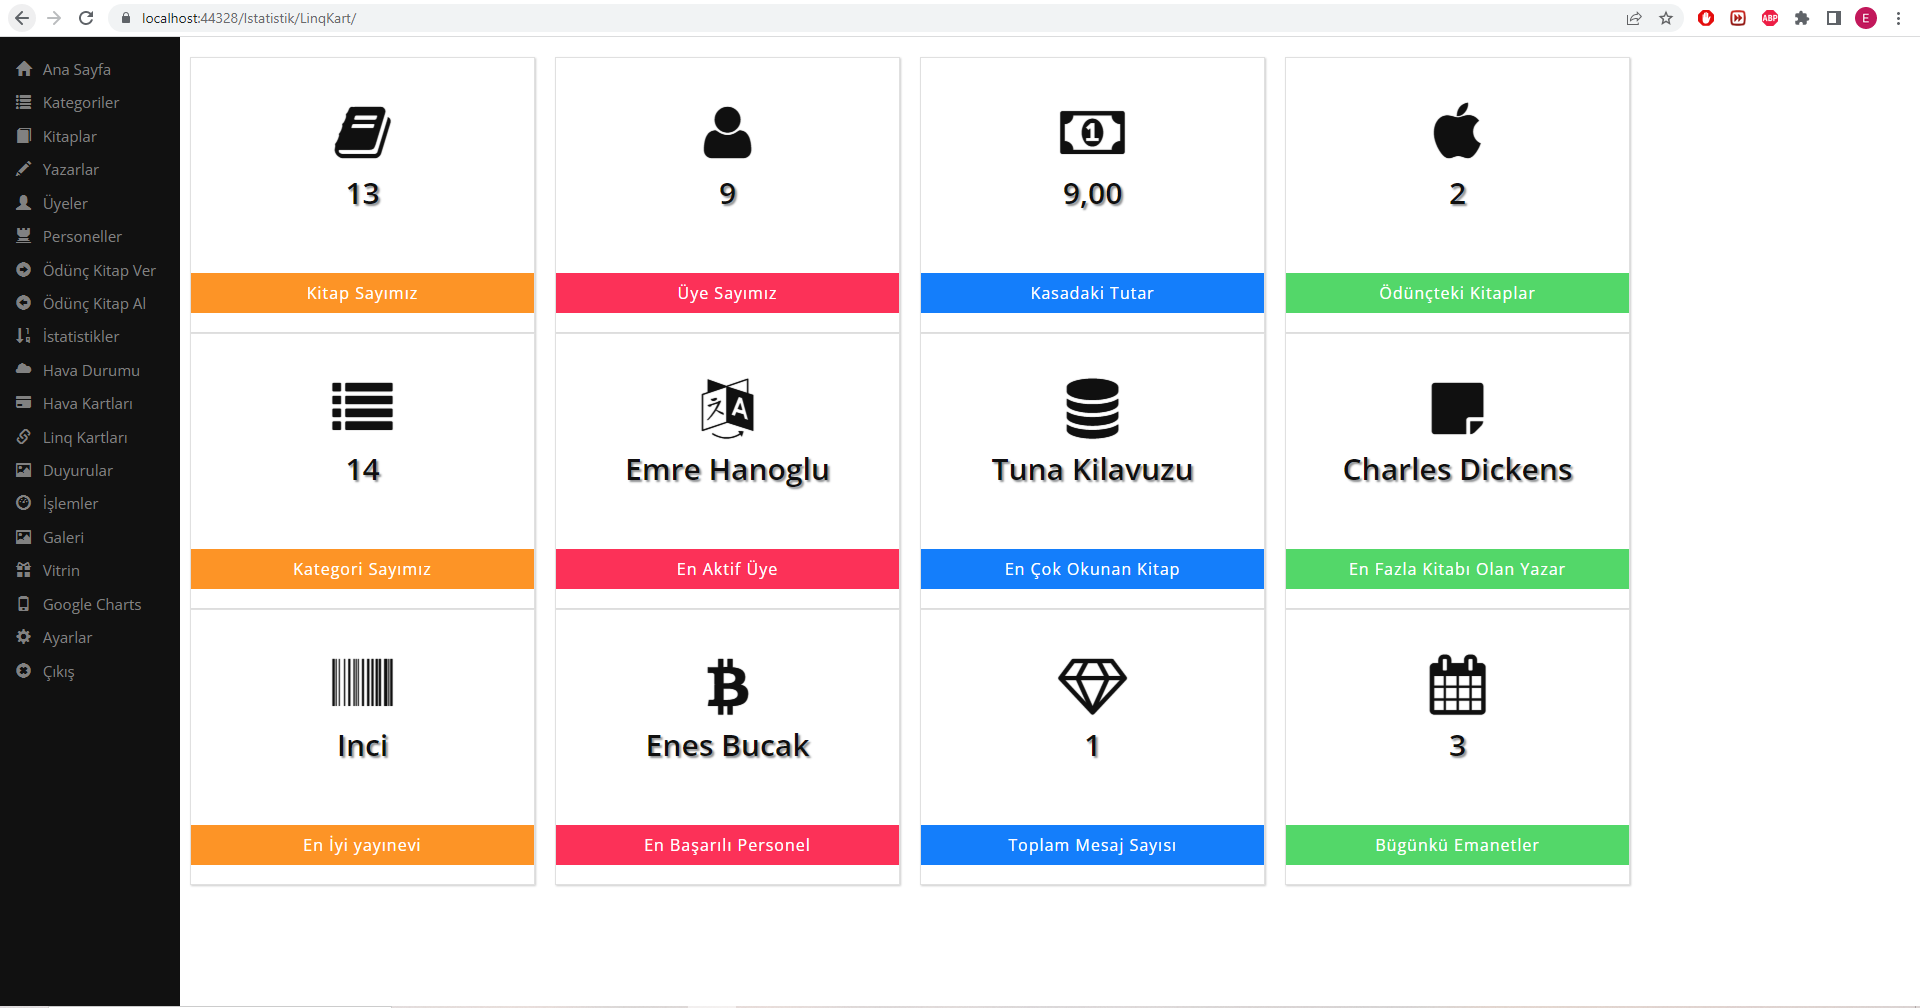 localhost:44328/Istatistik/LinqKart/
ABP
E
Ana Sayfa
Kategoriler
Kitaplar
Yazarlar
Üyeler
Personeller
Ödünç Kitap Ver
Ödünç Kitap Al
İstatistikler
Hava Durumu
Hava Kartları
Linq Kartları
Duyurular
İşlemler
Galeri
Vitrin
Google Charts
Ayarlar
Çıkış
13
Kitap Sayımız
9
Üye Sayımız
1
9,00
Kasadaki Tutar
2
Ödünçteki Kitaplar
14
Kategori Sayımız
A
Emre Hanoglu
En Aktif Üye
Tuna Kilavuzu
En Çok Okunan Kitap
Charles Dickens
En Fazla Kitabı Olan Yazar
Inci
En İyi yayınevi
Enes Bucak
En Başarılı Personel
1
Toplam Mesaj Sayısı
3
Bügünkü Emanetler